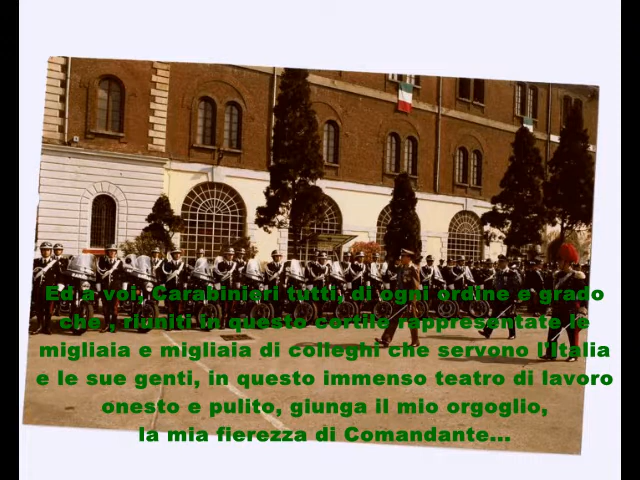 Ed a voi, Carabinieri tutti, di ogni ordine e grado
che , riuniti in questo cortile rappresentate le
migliaia e migliaia di colleghi che servono l'Italia
e le sue genti, in questo immenso teatro di lavoro
onesto e pulito, giunga il mio orgoglio,
la mia fierezza di Comandante...